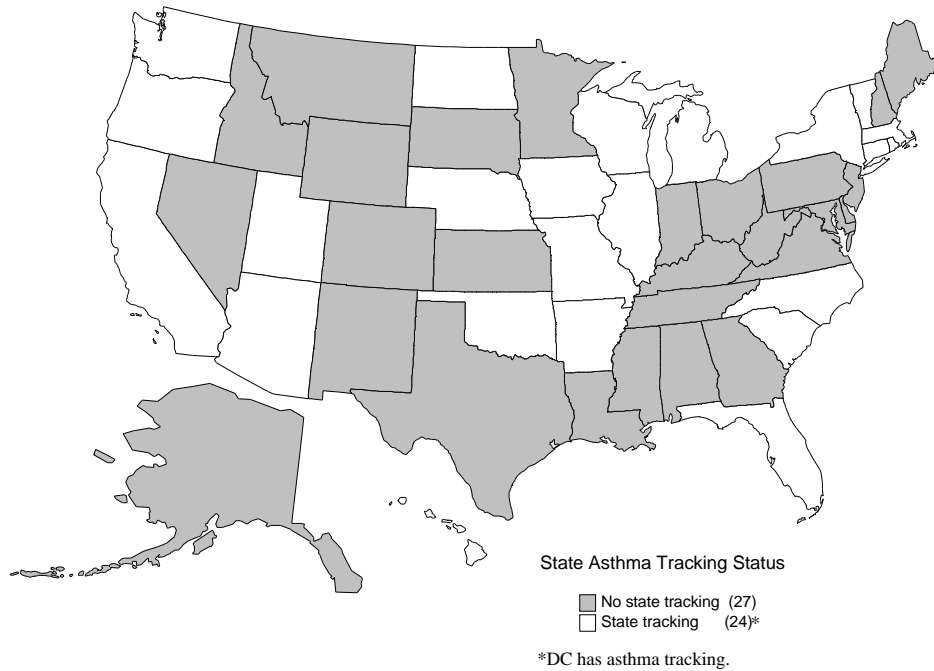 State Asthma Tracking Status
No state tracking (27)
State tracking (24)*
*DC has asthma tracking.